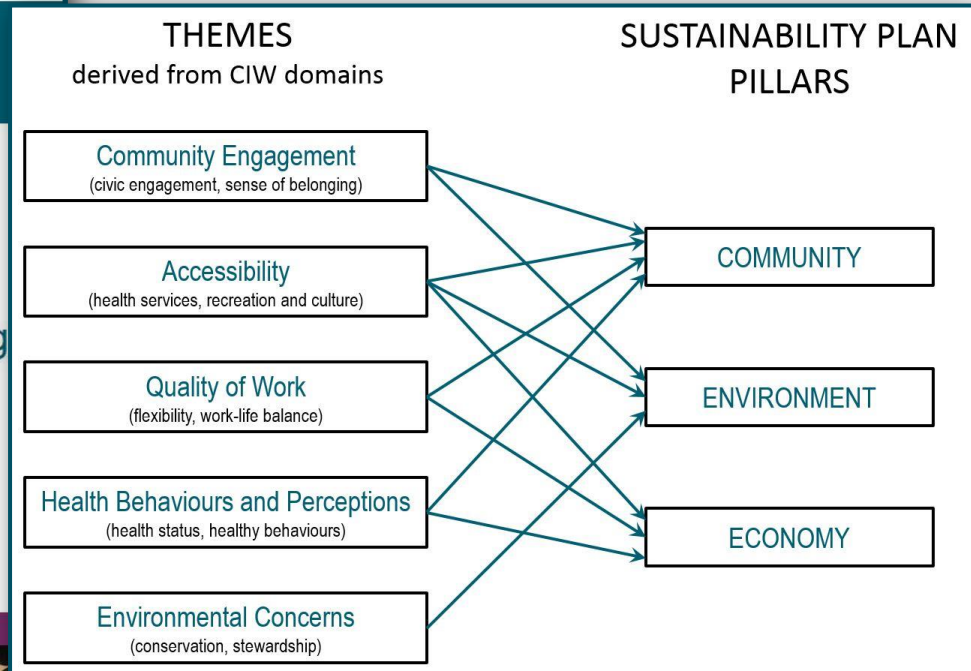 THEMES
derived from CIW domains
SUSTAINABILITY PLAN
PILLARS
Community Engagement
(civic engagement, sense of belonging)
Accessibility
(health services, recreation and culture)
Quality of Work
(flexibility, work-life balance)
Health Behaviours and Perceptions
(health status, healthy behaviours)
Environmental Concerns
(conservation, stewardship)
COMMUNITY
ENVIRONMENT
ECONOMY